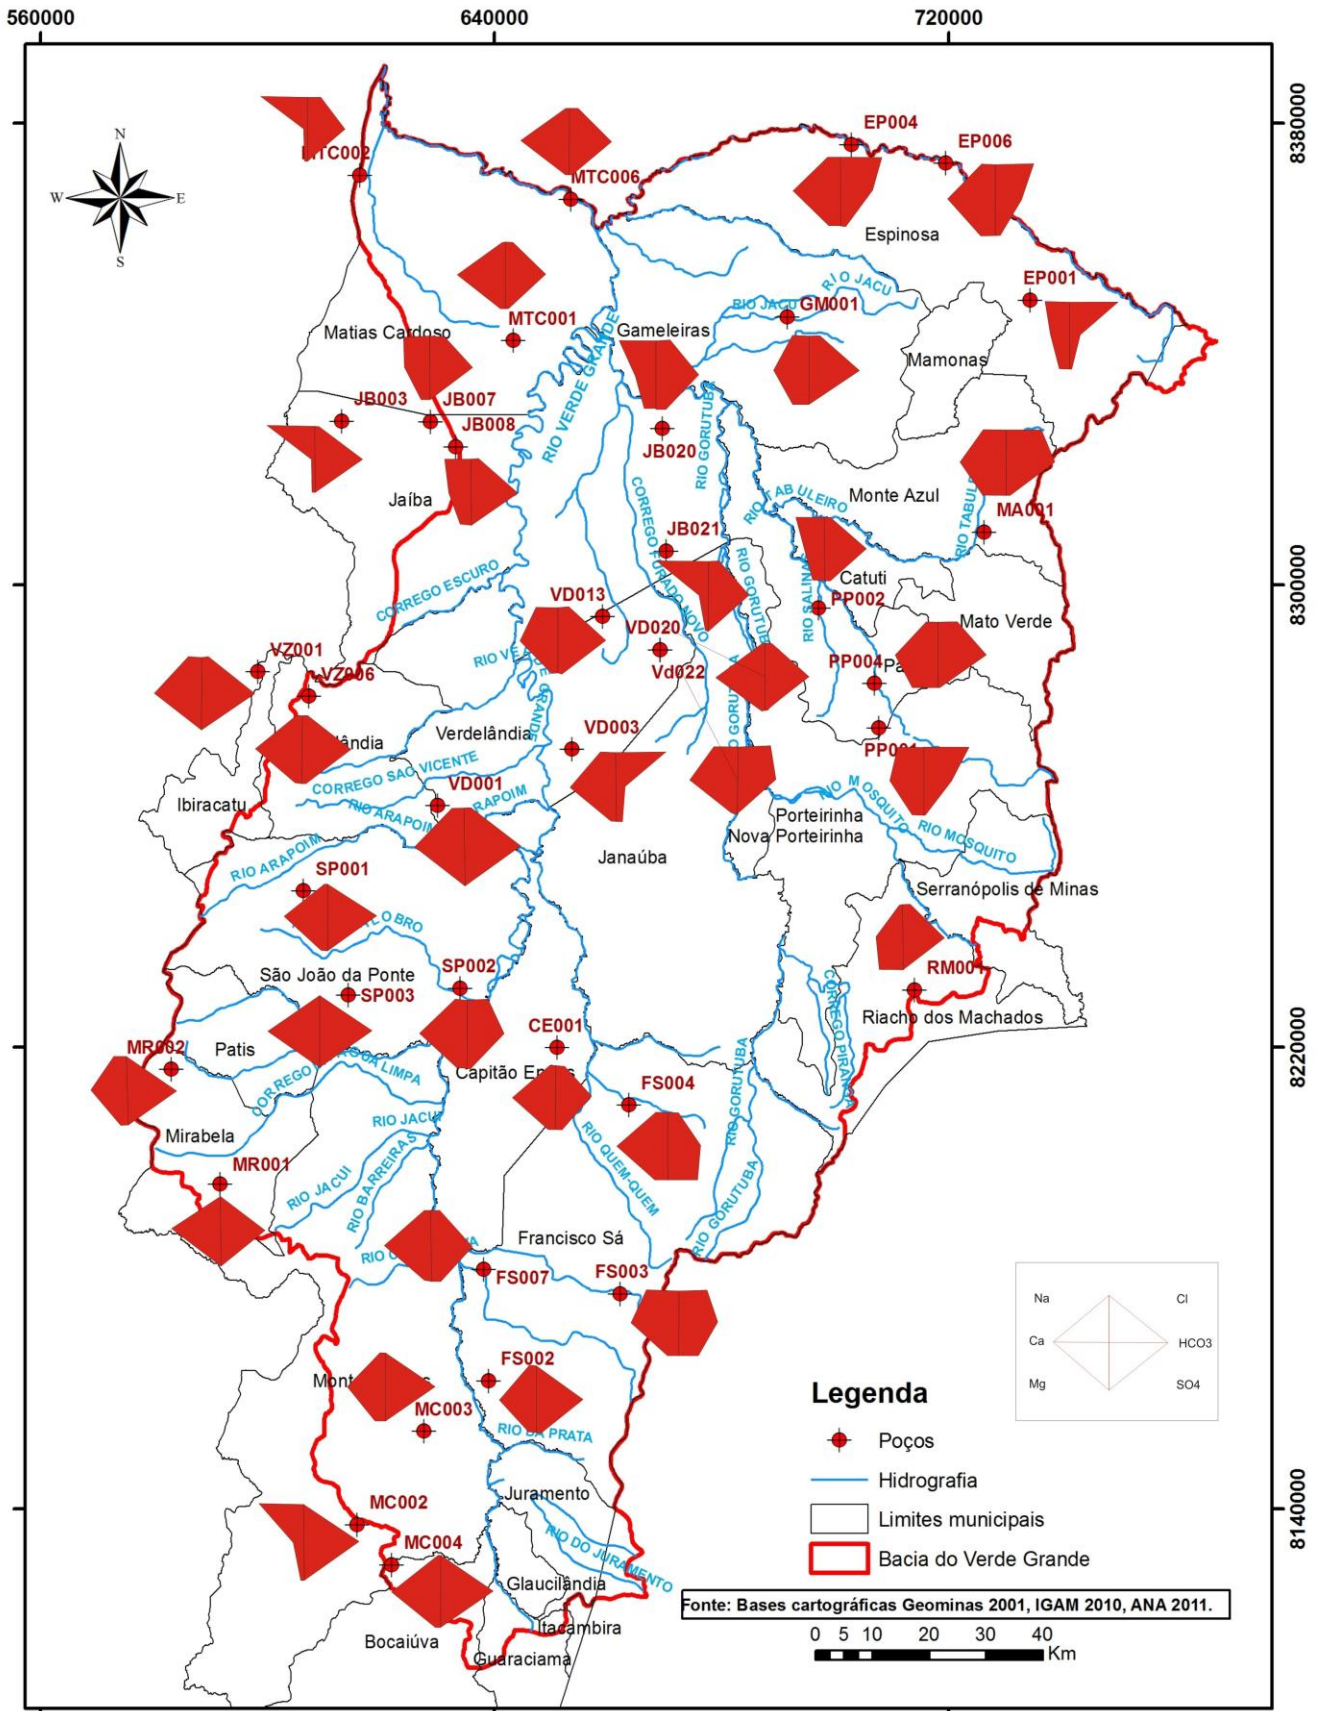 560000
640000
720000
8380000
N
W
E
S
MTC002
MTC006
EP004
EP006
Espinosa
EP001
RIO JACU
RIO JACU
GM001
MTC001
Matias Cardoso
Gameleiras
Mamonas
RIO VERDE GRANDE
JB003
JB007
JB008
JB020
RIO GORUTUBA
Jaíba
Monte Azul
RIO TABULEIRO
MA001
JB021
CORREGO FURADO NOVO
RIO GORUTUB
Catuti
8300000
CORREGO ESCURO
VD013
PP002
Mato Verde
VD020
Vd022
PP004
VZ001
VZ006
lândia
Verdelândia
VD003
PP001
CORREGO SAO VICENTE
VD001
RIO ARAPOIM
RAPOIM
Ibiracatu
RIO ARAPOIM
Janaúba
Porteirinha
Nova Porteirinha
RIO MOSQUITO
RIO MOSQUITO
SP001
Serranópolis de Minas
São João da Ponte
SP002
SP003
RM001
CORREGO PIRANGA
Riacho dos Machados
CE001
8220000
MR002
Patis
CORREGO
AGUA LIMPA
FS004
RIO GORUTUBA
Mirabela
RIO JACUI
MR001
RIO JACUI
RIO BARREIRAS
RIO QUEM-QUEM
RIO GORUTUBA
Francisco Sá
FS007
FS003
Na
Cl
Ca
HCO3
Mg
SO4
FS002
MC003
RIO DA PRATA
Legenda
Poços
Hidrografia
Limites municipais
Bacia do Verde Grande
Juramento
8140000
MC002
MC004
RIO DO JURAMENTO
Glaucilândia
Itacambira
Bocaiúva
Guaraciama
Fonte: Bases cartográficas Geominas 2001, IGAM 2010, ANA 2011.
0 5 10 20 30 40
Km